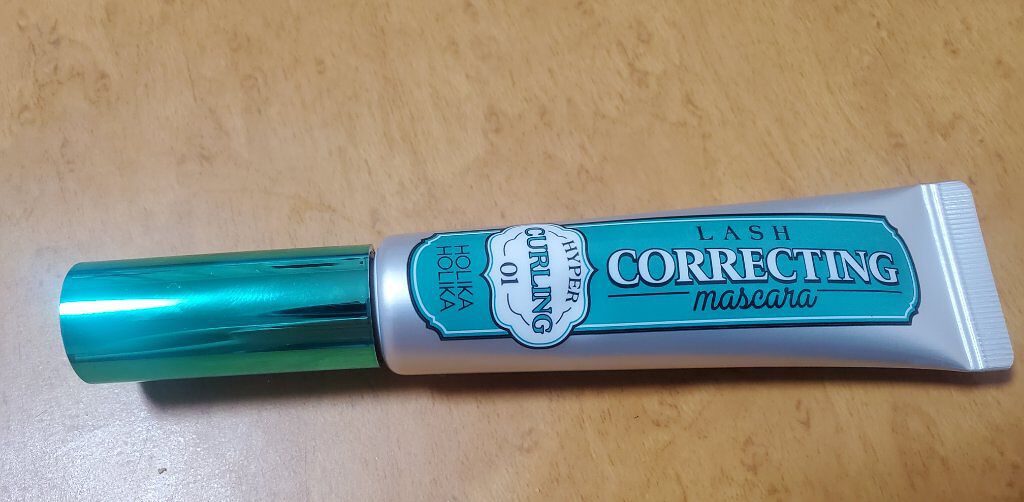 LASH
CORRECTING
mascara
HYPER
CURLING
01
HOLIKA
HOLIKA